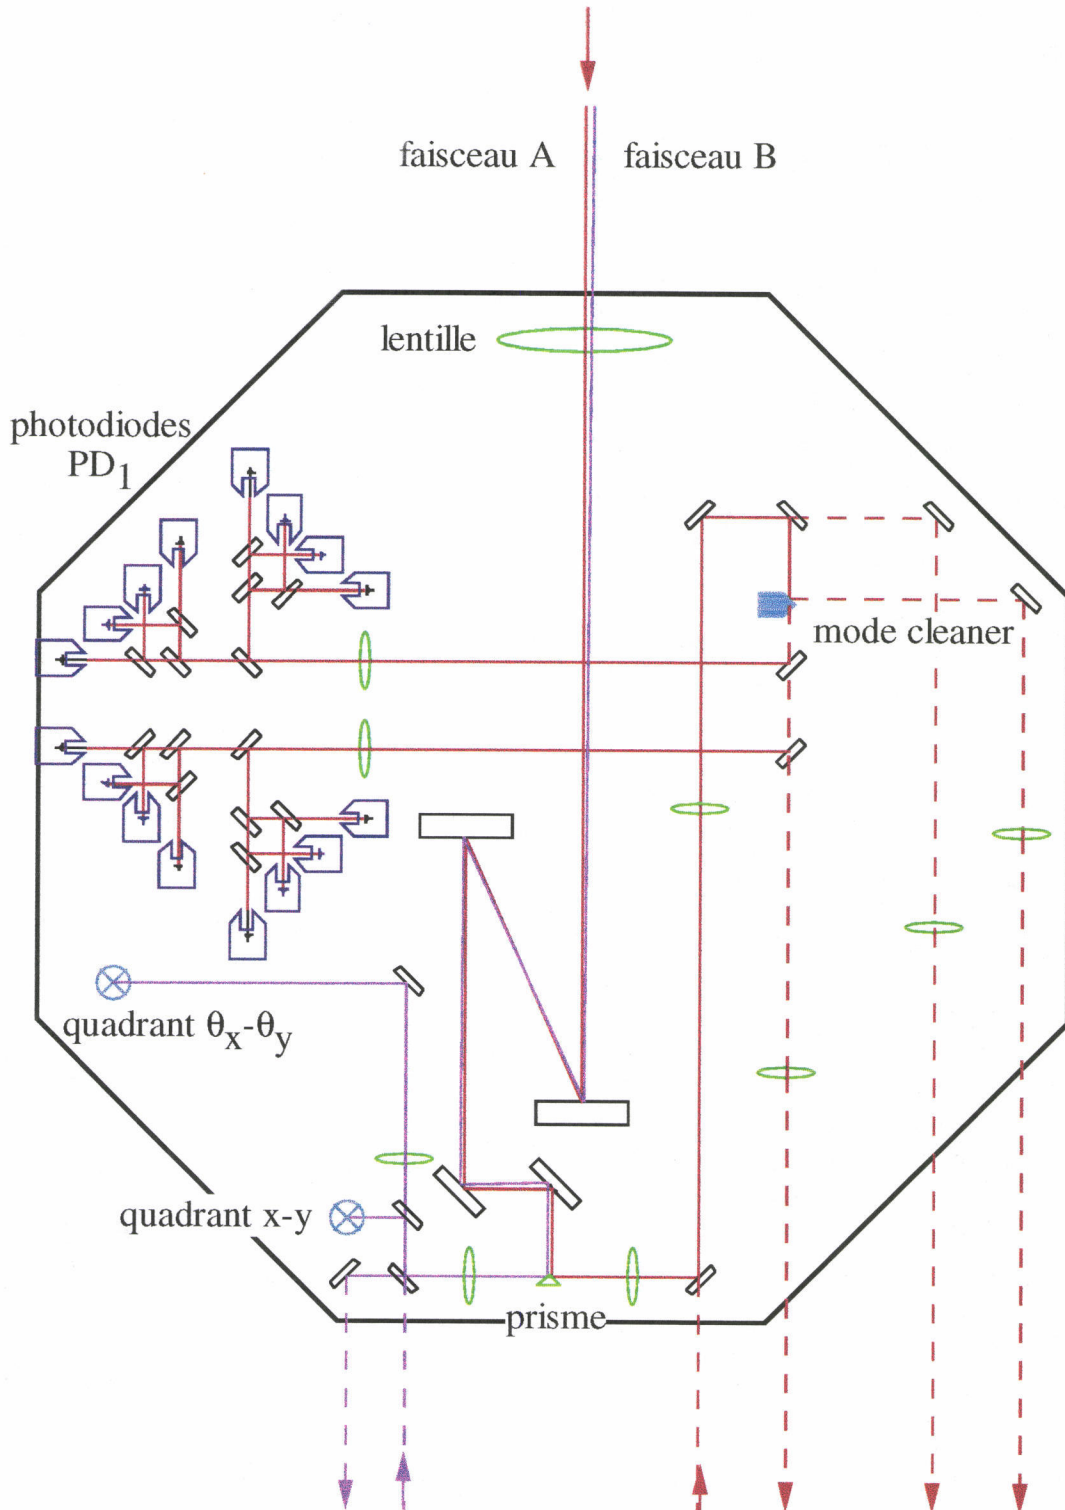 faisceau A
faisceau B
lentille
photodiodes
PD1
mode cleaner
quadrant θx-θy
quadrant x-y
prisme